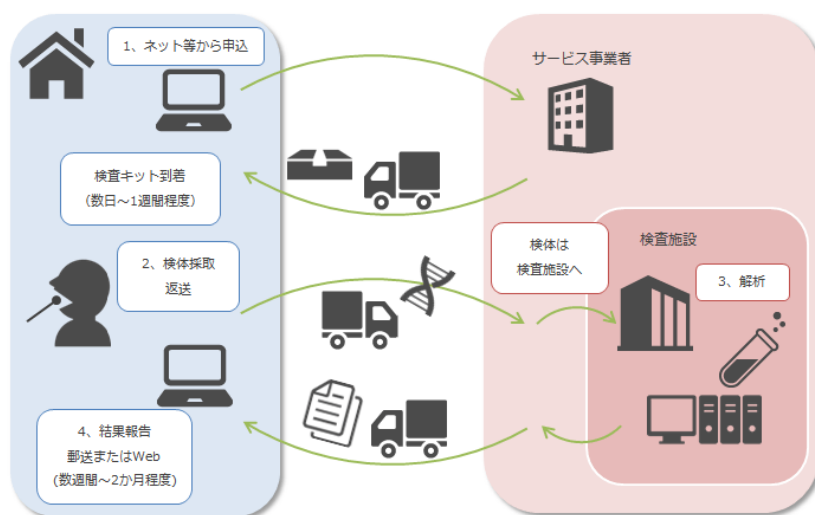 1、ネット等から申込
サービス事業者
検査キット到着
(数日～1週間程度)
2、検体採取
返送
検体は
検査施設へ
検査施設
3、解析
4、結果報告
郵送またはWeb
(数週間～2か月程度)